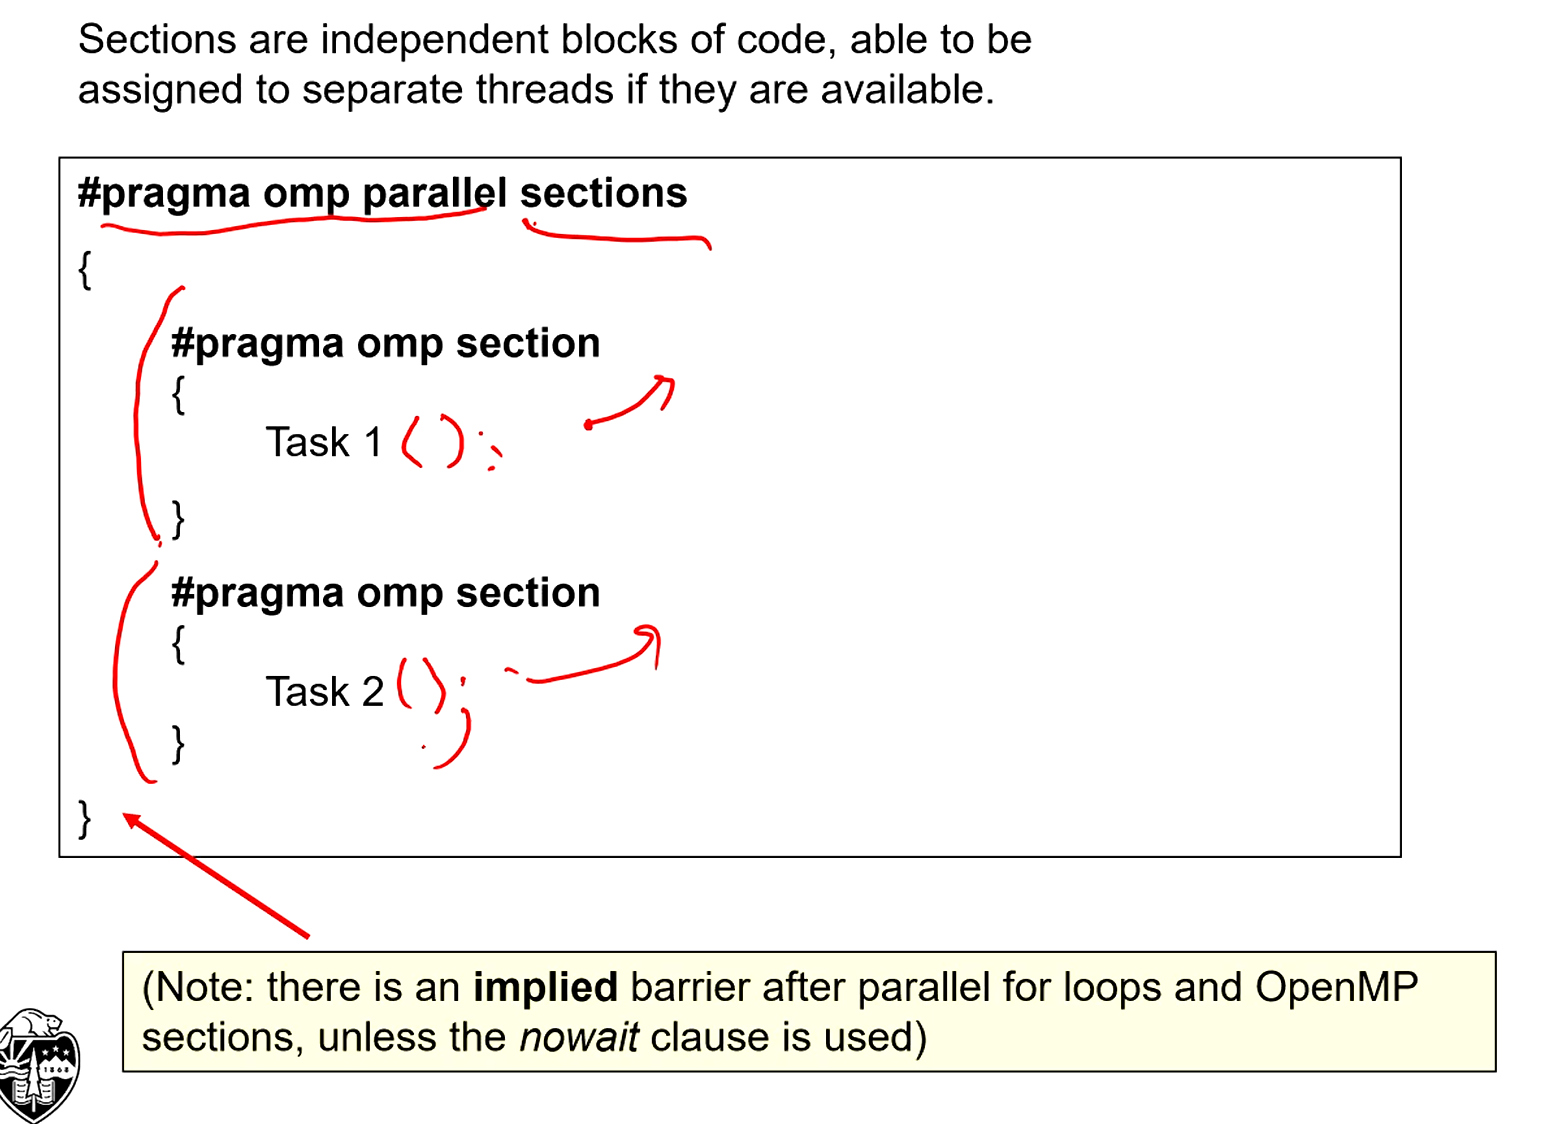 Sections are independent blocks of code, able to be
assigned to separate threads if they are available.
#pragma omp parallel sections
{
#pragma omp section
{
Task 1 ();
}
#pragma omp section
{
Task 2 ();
}
}
(Note: there is an implied barrier after parallel for loops and OpenMP
sections, unless the nowait clause is used)
1868